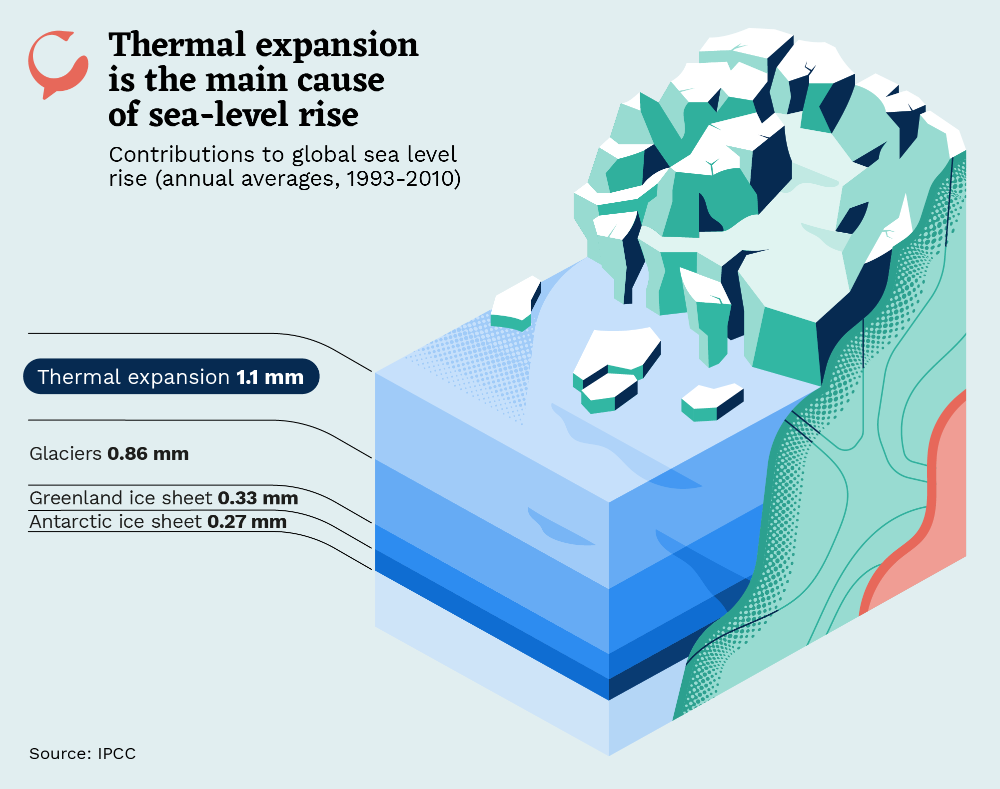 Thermal expansion
is the main cause
of sea-level rise
Contributions to global sea level
rise (annual averages, 1993-2010)
Thermal expansion 1.1 mm
Glaciers 0.86 mm
Greenland ice sheet 0.33 mm
Antarctic ice sheet 0.27 mm
Source: IPCC